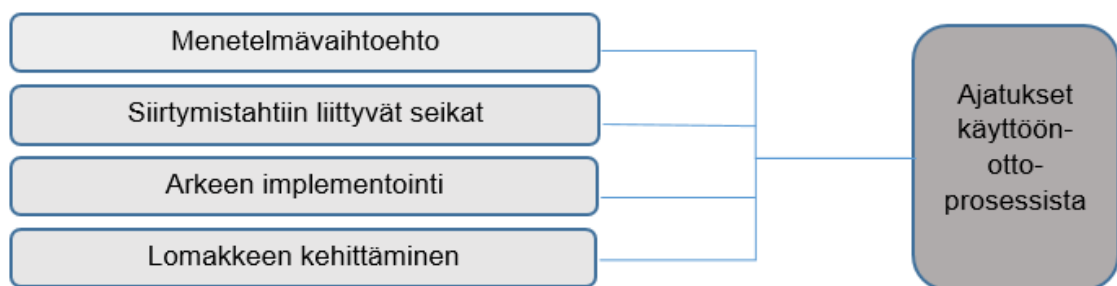 Menetelmävaihtoehto
Siirtymistahtiin liittyvät seikat
Arkeen implementointi
Lomakkeen kehittäminen
Ajatukset
käyttöön-
otto-
prosessista